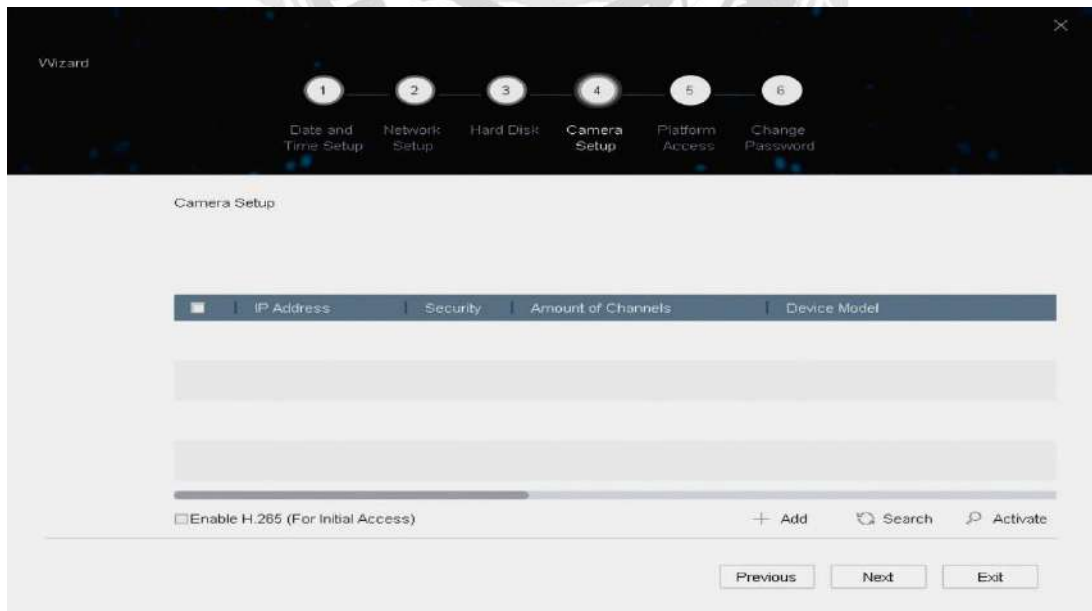 Wizard
1 2 3 4 5 6
Date and Time Setup
Network Setup
Hard Disk
Camera Setup
Platform Access
Change Password
Camera Setup
IP Address Security Amount of Channels Device Model
Enable H.265 (For Initial Access) Add Search Activate
Previous Next Exit